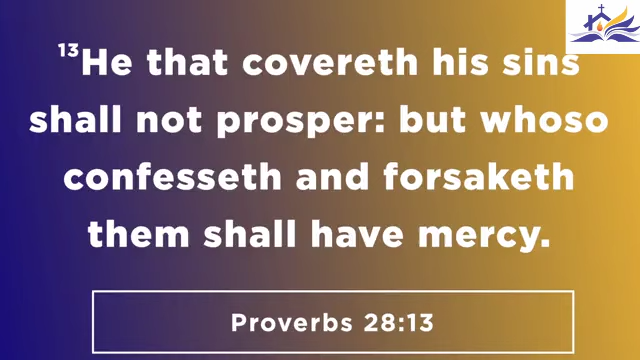 ¹³He that covereth his sins
shall not prosper: but whoso
confesseth and forsaketh
them shall have mercy.
Proverbs 28:13